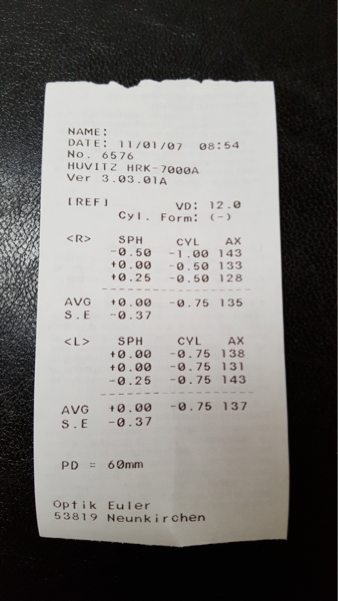 NAME:
DATE: 11/01/07 08:54
No. 6576
HUVITZ HRK-7000A
Ver 3.03.01A
[REF] VD: 12.0
Cyl. Form: (-)
<R> SPH CYL AX
-0.50 -1.00 143
+0.00 -0.50 133
+0.25 -0.50 128
AVG +0.00 -0.75 135
S.E -0.37
<L> SPH CYL AX
+0.00 -0.75 138
+0.00 -0.75 131
-0.25 -0.75 143
AVG +0.00 -0.75 137
S.E -0.37
PD = 60mm
Optik Euler
53819 Neunkirchen